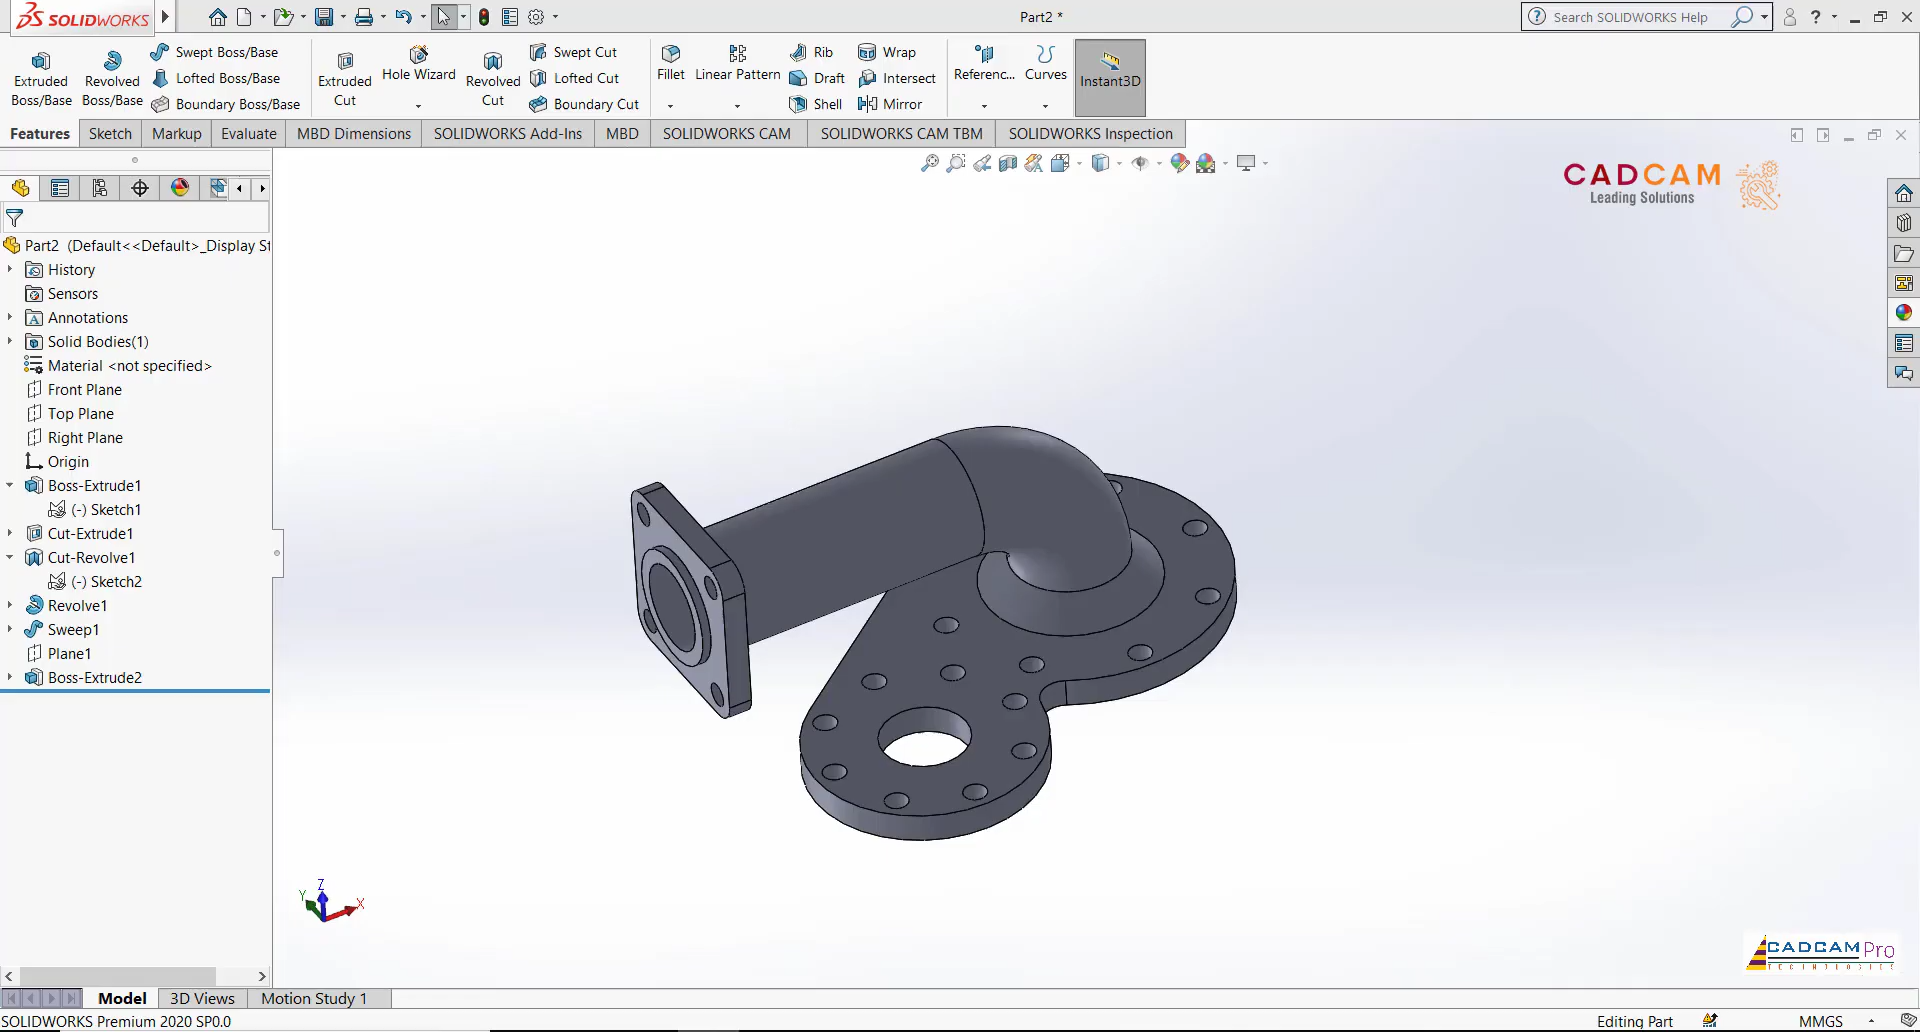 SOLIDWORKS
Part2 *
Search SOLIDWORKS Help
Extruded Boss/Base
Revolved Boss/Base
Swept Boss/Base
Lofted Boss/Base
Boundary Boss/Base
Extruded Cut
Hole Wizard
Revolved Cut
Swept Cut
Lofted Cut
Boundary Cut
Fillet
Linear Pattern
Rib
Draft
Shell
Wrap
Intersect
Mirror
Referenc...
Curves
Instant3D
Features
Sketch
Markup
Evaluate
MBD Dimensions
SOLIDWORKS Add-Ins
MBD
SOLIDWORKS CAM
SOLIDWORKS CAM TBM
SOLIDWORKS Inspection
CADCAM
Leading Solutions
Part2 (Default<<Default>_Display St
History
Sensors
Annotations
Solid Bodies(1)
Material <not specified>
Front Plane
Top Plane
Right Plane
Origin
Boss-Extrude1
(-) Sketch1
Cut-Extrude1
Cut-Revolve1
(-) Sketch2
Revolve1
Sweep1
Plane1
Boss-Extrude2
Z
Y
X
CADCAM Pro
Model
3D Views
Motion Study 1
SOLIDWORKS Premium 2020 SP0.0
Editing Part
MMGS